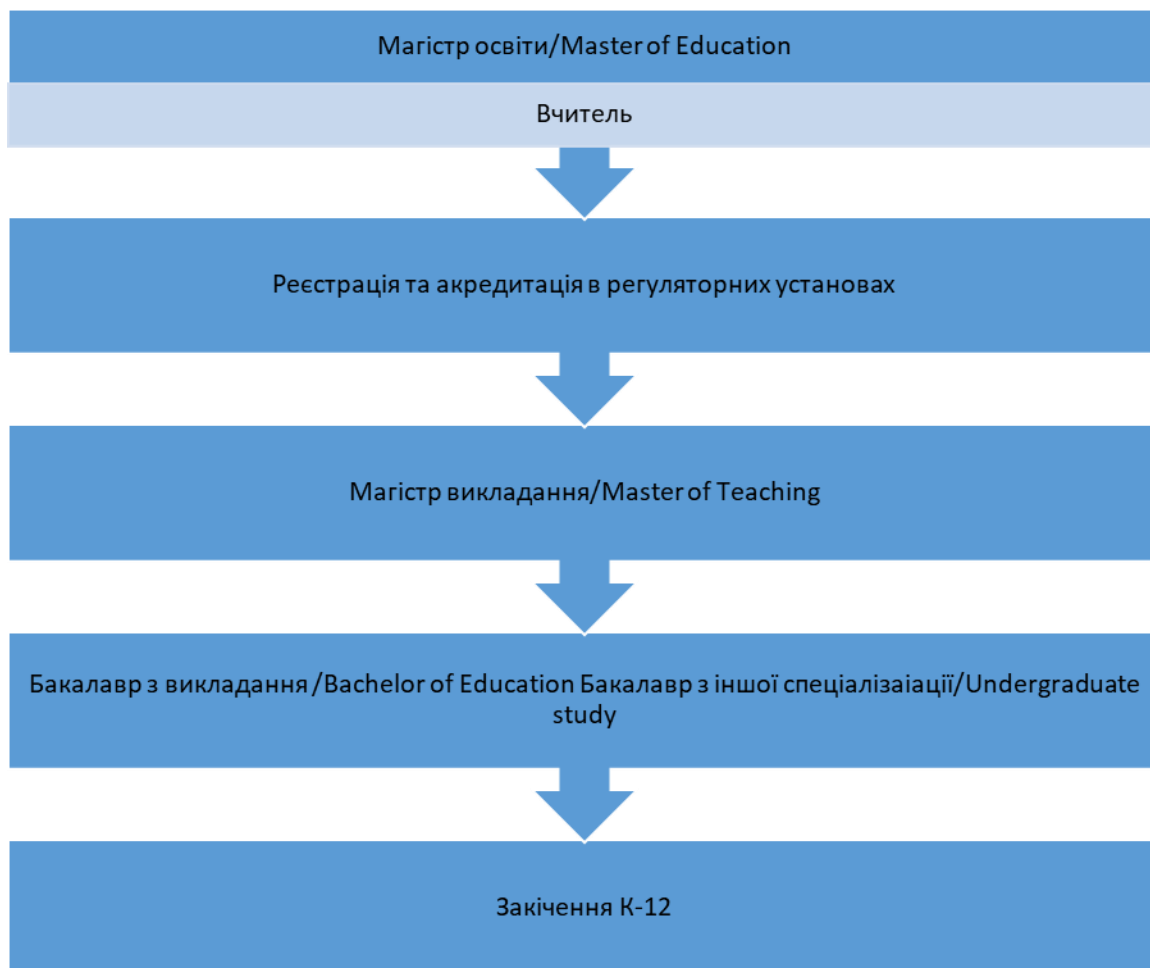 Магістр освіти/Master of Education
Вчитель
Реєстрація та акредитація в регуляторних установах
Магістр викладання/Master of Teaching
Бакалавр з викладання /Bachelor of Education Бакалавр з іншої спеціалізаіації/Undergraduate
study
Закічення К-12